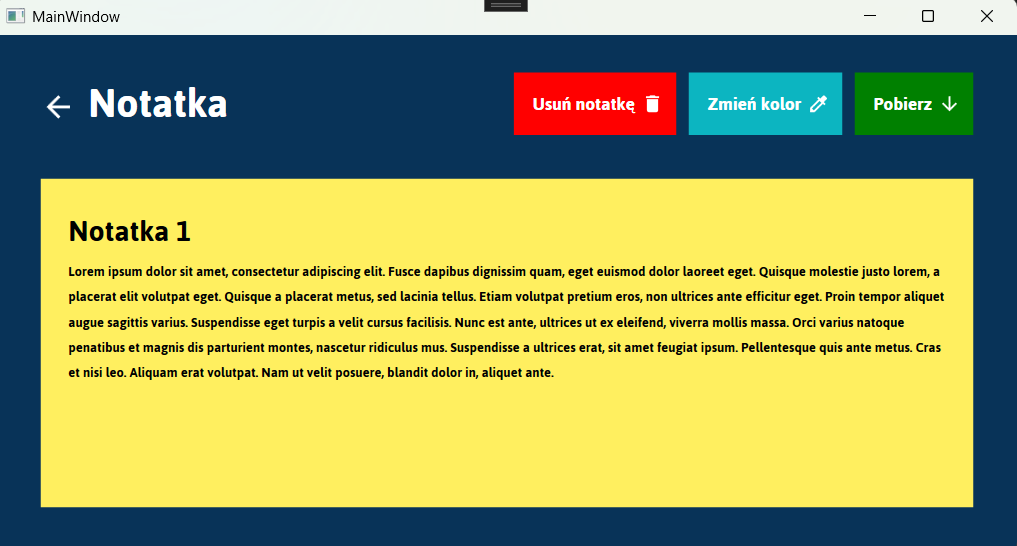 MainWindow
Notatka
Usuń notatkę
Zmień kolor
Pobierz
Notatka 1
Lorem ipsum dolor sit amet, consectetur adipiscing elit. Fusce dapibus dignissim quam, eget euismod dolor laoreet eget. Quisque molestie justo lorem, a
placerat elit volutpat eget. Quisque a placerat metus, sed lacinia tellus. Etiam volutpat pretium eros, non ultrices ante efficitur eget. Proin tempor aliquet
augue sagittis varius. Suspendisse eget turpis a velit cursus facilisis. Nunc est ante, ultrices ut ex eleifend, viverra mollis massa. Orci varius natoque
penatibus et magnis dis parturient montes, nascetur ridiculus mus. Suspendisse a ultrices erat, sit amet feugiat ipsum. Pellentesque quis ante metus. Cras
et nisi leo. Aliquam erat volutpat. Nam ut velit posuere, blandit dolor in, aliquet ante.